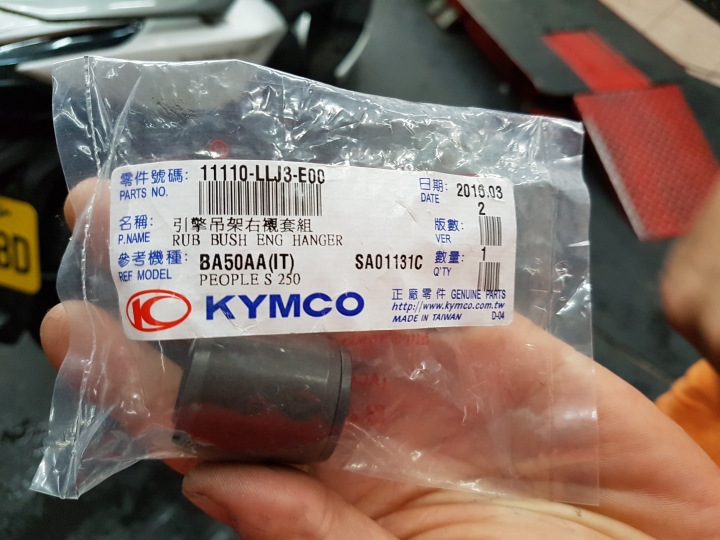 零件號碼: 11110-LLJ3-E00
PARTS NO.
日期: 2016.03
DATE
名稱: 引擎吊架右襯套組
P.NAME RUB BUSH ENG HANGER
版數: 2
VER
參考機種: BA50AA(IT) SA01131C
REF MODEL PEOPLE S 250
數量: 1
Q'TY
KYMCO
正廠零件 GENUINE PARTS
http://www.kymco.com.tw
MADE IN TAIWAN D-04